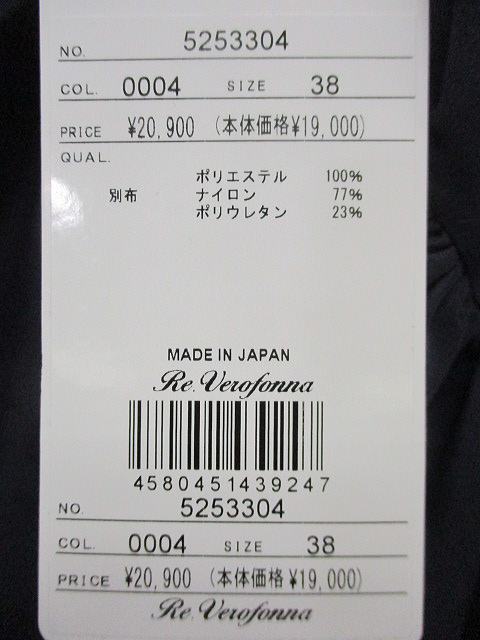 NO. 5253304
COL. 0004 SIZE 38
PRICE ¥20,900 (本体価格¥19,000)
QUAL.
ポリエステル 100%
別布 ナイロン 77%
ポリウレタン 23%
MADE IN JAPAN
Re.Verofonna
4580451439247
NO. 5253304
COL. 0004 SIZE 38
PRICE ¥20,900 (本体価格¥19,000)
Re.Verofonna